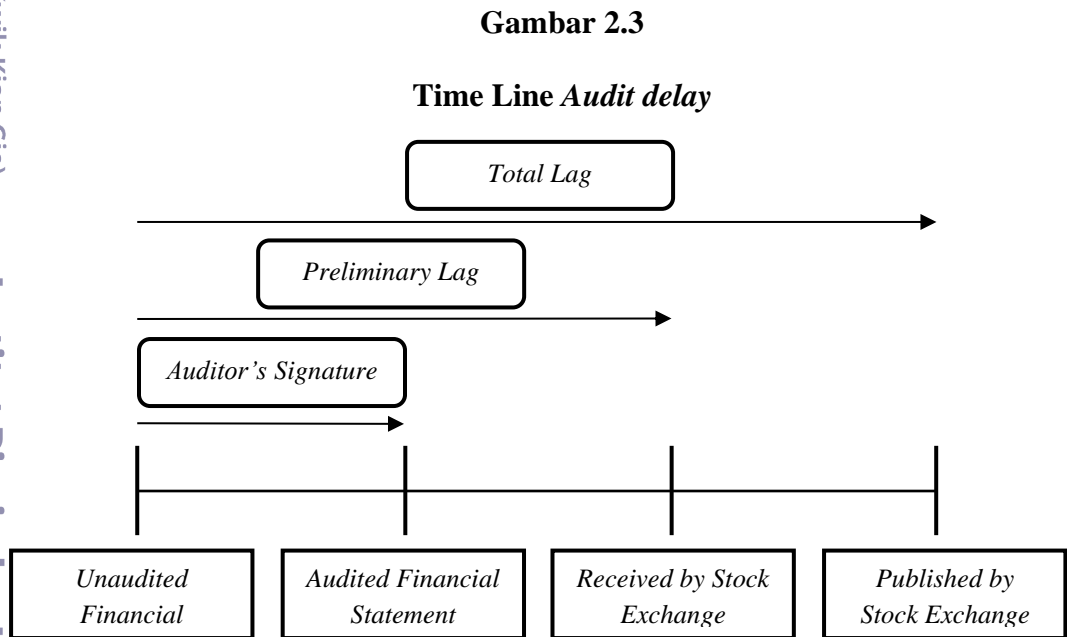 Gambar 2.3
Time Line Audit delay
Total Lag
Preliminary Lag
Auditor's Signature
Unaudited
Financial
Audited Financial
Statement
Received by Stock
Exchange
Published by
Stock Exchange